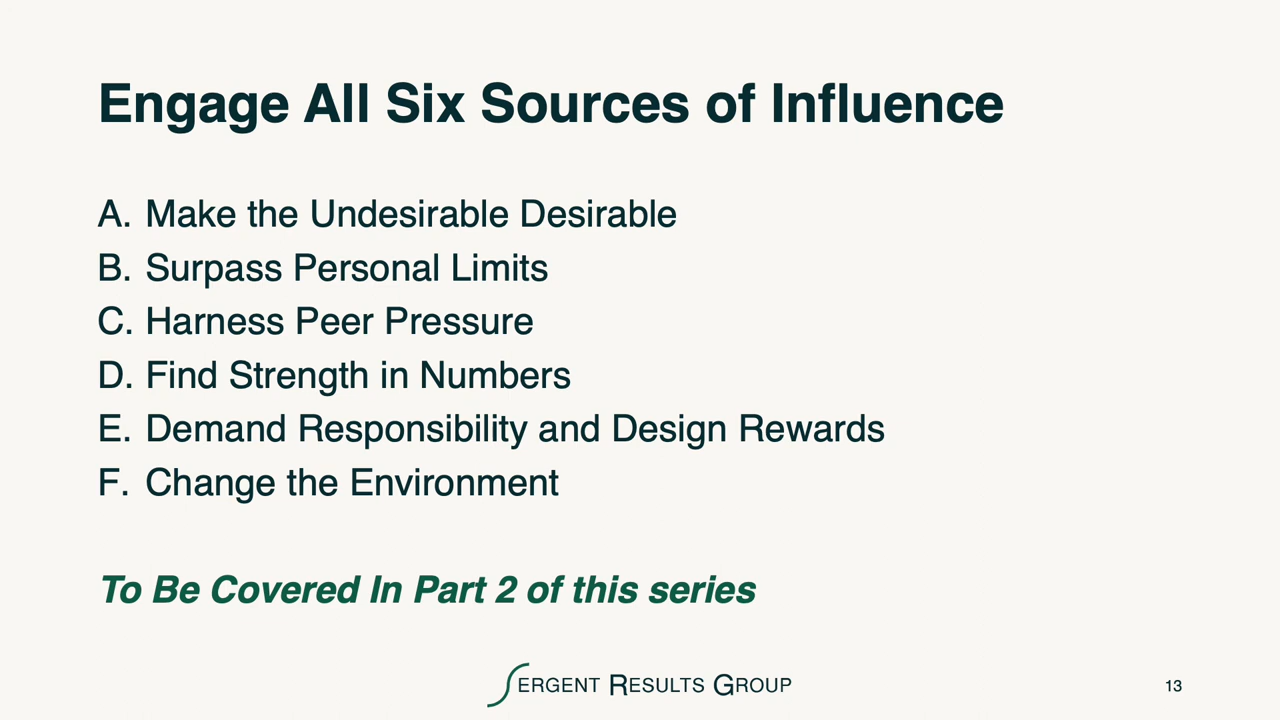 Engage All Six Sources of Influence
A. Make the Undesirable Desirable
B. Surpass Personal Limits
C. Harness Peer Pressure
D. Find Strength in Numbers
E. Demand Responsibility and Design Rewards
F. Change the Environment
To Be Covered In Part 2 of this series
SERGENT RESULTS GROUP
13